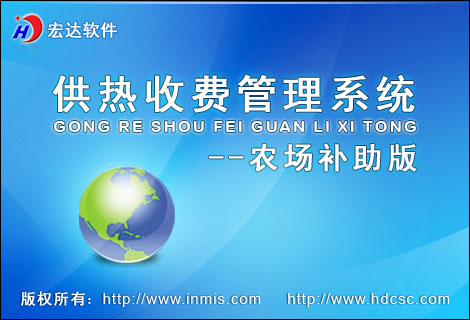 宏达软件
供热收费管理系统
GONG RE SHOU FEI GUAN LI XI TONG
--农场补助版
版权所有：http://www.inmis.com http://www.hdcsc.com